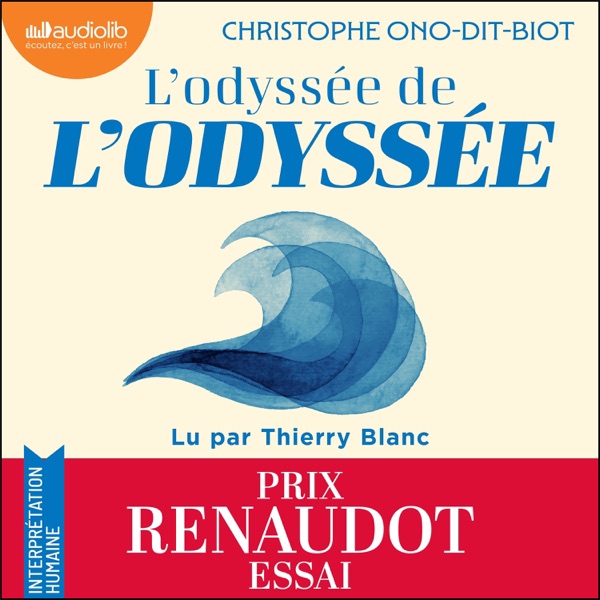 audiolib
écoutez, c'est un livre !
CHRISTOPHE ONO-DIT-BIOT
L'odyssée de
L'ODYSSÉE
Lu par Thierry Blanc
INTERPRÉTATION
HUMAINE
PRIX
RENAUDOT
ESSAI